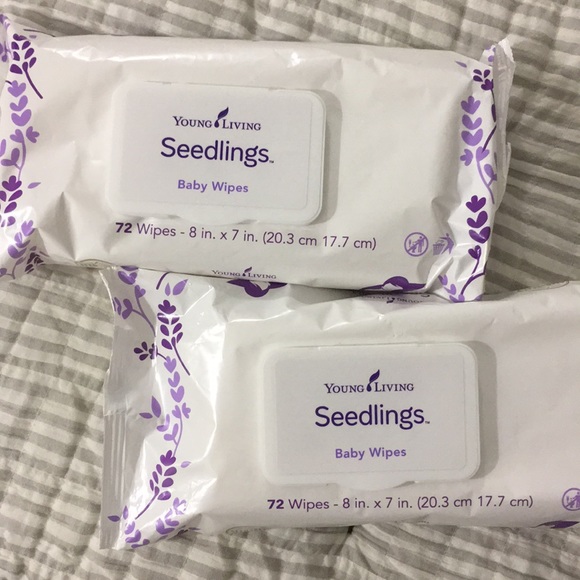 YOUNG LIVING
Seedlings™
Baby Wipes
72 Wipes - 8 in. x 7 in. (20.3 cm 17.7 cm)
YOUNG LIVING
YOUNG LIVING
Seedlings™
Baby Wipes
72 Wipes - 8 in. x 7 in. (20.3 cm 17.7 cm)